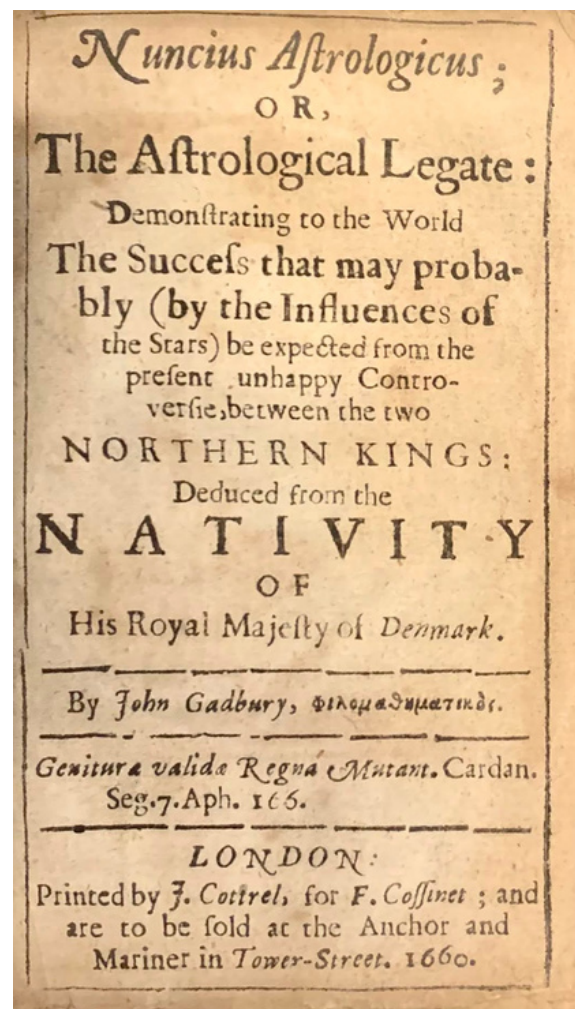 Nuncius Aſtrologicus;
OR,
The Aſtrological Legate:
Demonſtrating to the World
The Succeſs that may proba-
bly (by the Influences of
the Stars) be expected from the
preſent unhappy Contro-
verſie, between the two
NORTHERN KINGS:
Deduced from the
NATIVITY
OF
His Royal Majeſty of Denmark.
By John Gadbury, Φιλομαθηματικὸς.
Genituræ validæ Regna Mutant. Cardan.
Seg. 7. Aph. 166.
LONDON:
Printed by J. Cottrel, for F. Coſſinet; and
are to be ſold at the Anchor and
Mariner in Tower-Street. 1660.